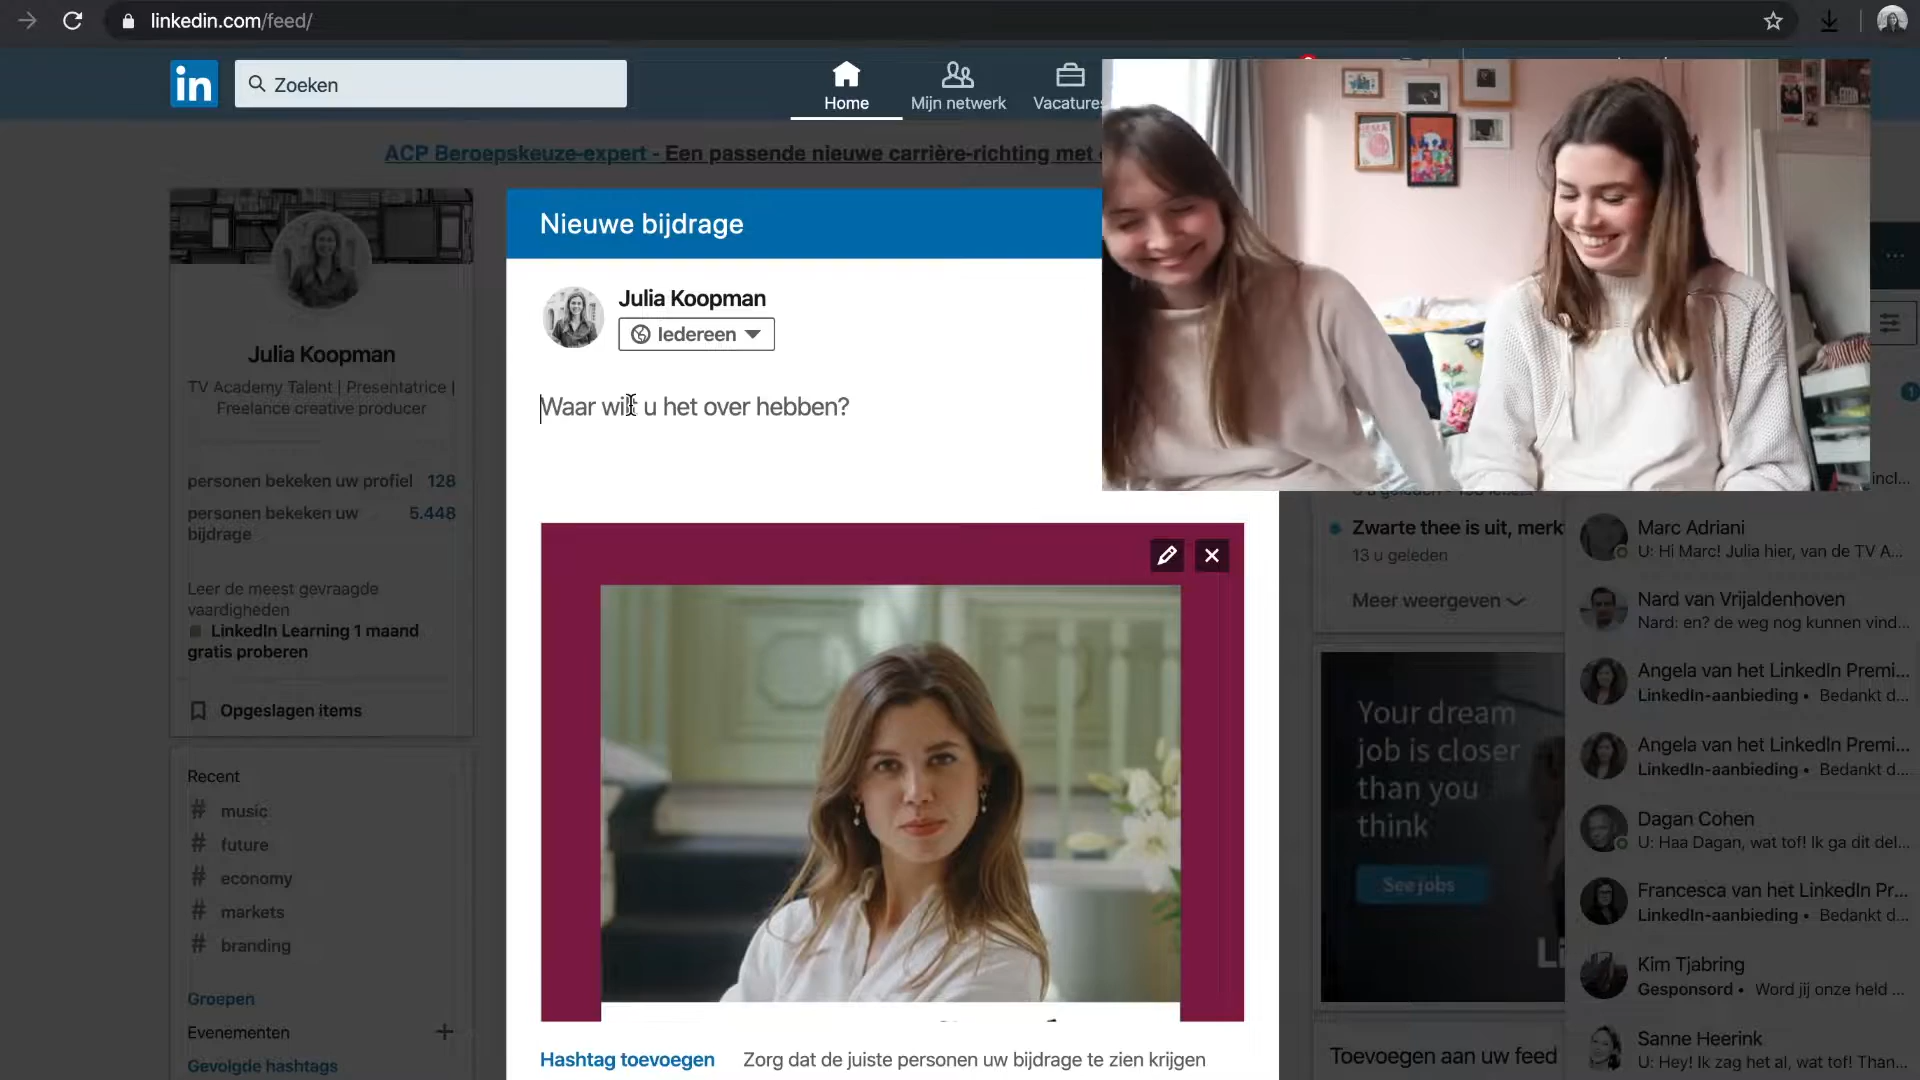 linkedin.com/feed/
in
Zoeken
Home
Mijn netwerk
Vacatures
ACP Beroepskeuze-expert - Een passende nieuwe carrière-richting met
Julia Koopman
TV Academy Talent | Presentatrice |
Freelance creative producer
personen bekeken uw profiel 128
personen bekeken uw 5.448
bijdrage
Leer de meest gevraagde
vaardigheden
LinkedIn Learning 1 maand
gratis proberen
Opgeslagen items
Recent
# music
# future
# economy
# markets
# branding
Groepen
Evenementen +
Gevolgde hashtags
Nieuwe bijdrage
Julia Koopman
Iedereen
Waar wilt u het over hebben?
Hashtag toevoegen Zorg dat de juiste personen uw bijdrage te zien krijgen
Zwarte thee is uit, merk
13 u geleden
Meer weergeven
Your dream
job is closer
than you
think
See jobs
Toevoegen aan uw feed
incl...
Marc Adriani
U: Hi Marc! Julia hier, van de TV A...
Nard van Vrijaldenhoven
Nard: en? de weg nog kunnen vind...
Angela van het LinkedIn Premi...
LinkedIn-aanbieding • Bedankt d...
Angela van het LinkedIn Premi...
LinkedIn-aanbieding • Bedankt d...
Dagan Cohen
U: Haa Dagan, wat tof! Ik ga dit del...
Francesca van het LinkedIn Pr...
LinkedIn-aanbieding • Bedankt d...
Kim Tjabring
Gesponsord • Word jij onze held ...
Sanne Heerink
U: Hey! Ik zag het al, wat tof! Than...